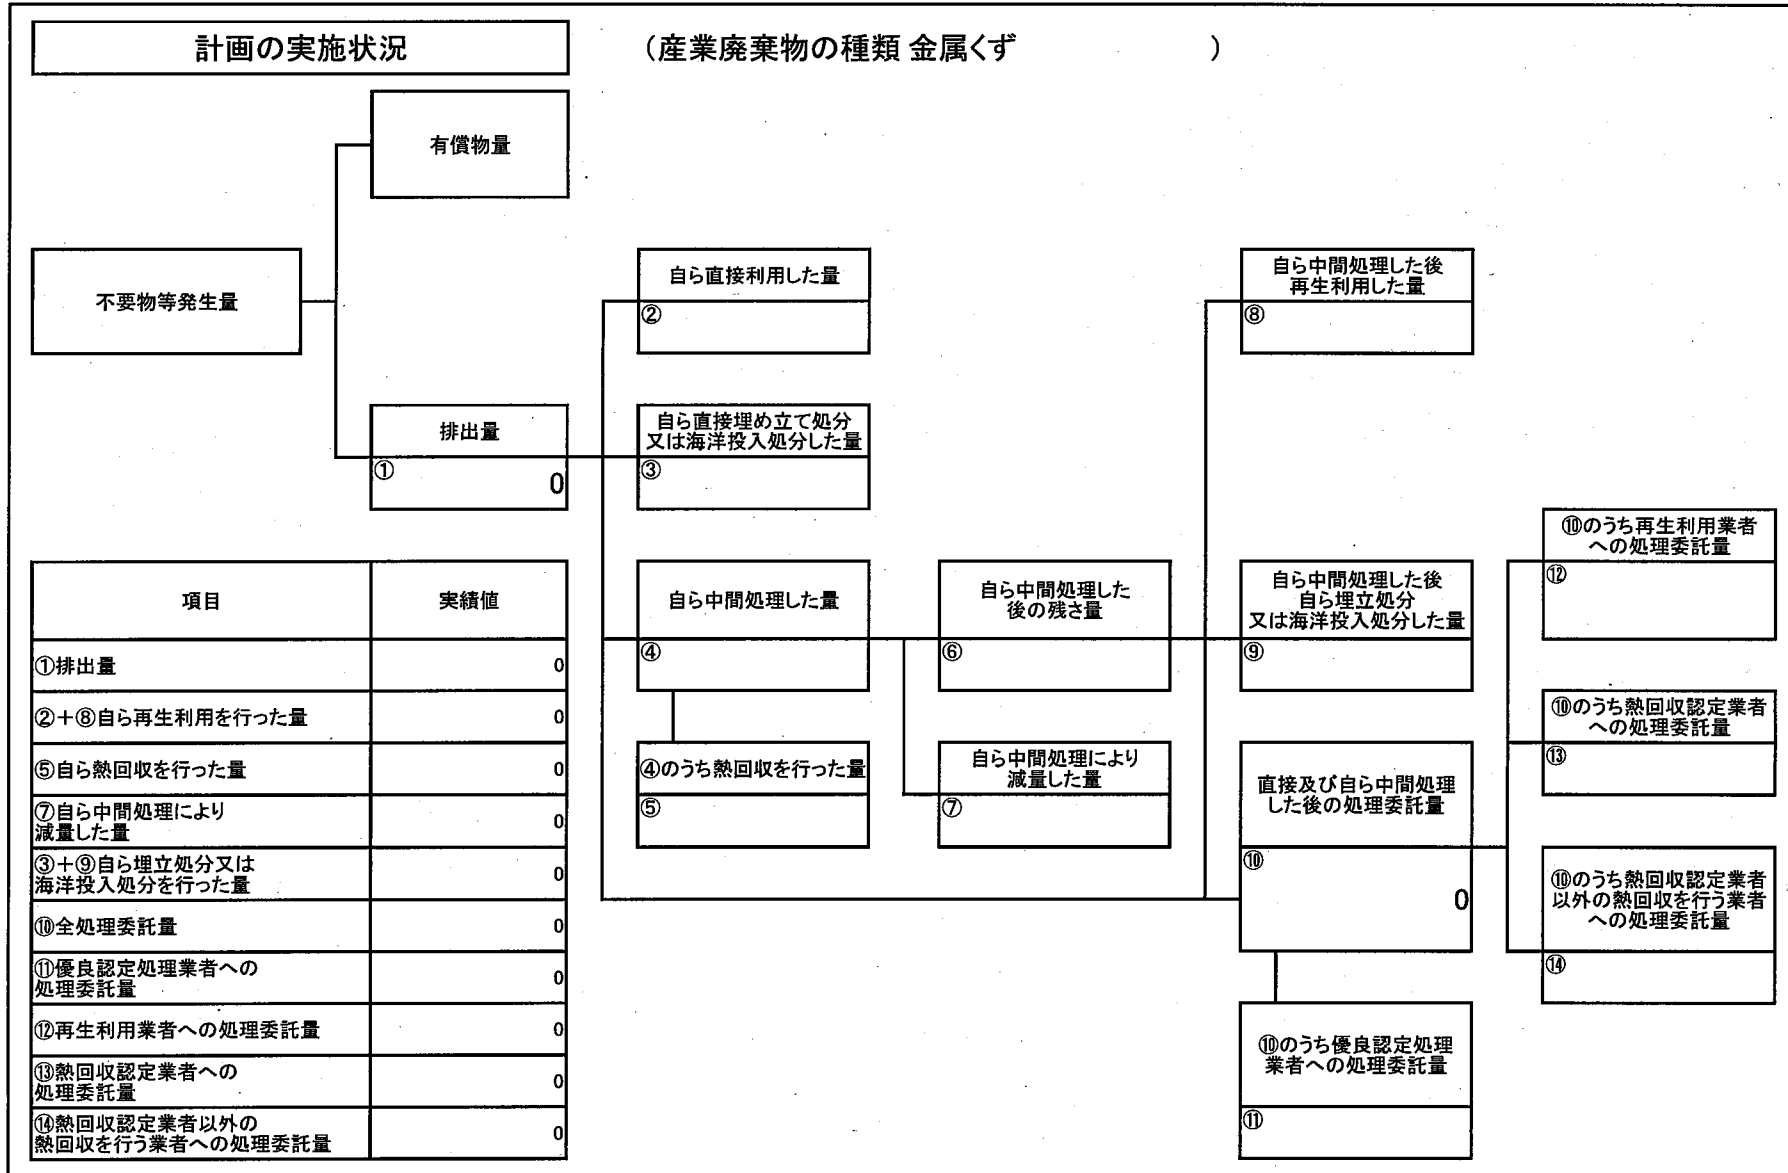 計画の実施状況
（産業廃棄物の種類 金属くず ）
有償物量
不要物等発生量
排出量
①
0
自ら直接利用した量
②
自ら直接埋め立て処分
又は海洋投入処分した量
③
自ら中間処理した量
④
④のうち熱回収を行った量
⑤
自ら中間処理した
後の残さ量
⑥
自ら中間処理により
減量した量
⑦
自ら中間処理した後
再生利用した量
⑧
自ら中間処理した後
自ら埋立処分
又は海洋投入処分した量
⑨
直接及び自ら中間処理
した後の処理委託量
⑩
0
⑩のうち優良認定処理
業者への処理委託量
⑪
⑩のうち再生利用業者
への処理委託量
⑫
⑩のうち熱回収認定業者
への処理委託量
⑬
⑩のうち熱回収認定業者
以外の熱回収を行う業者
への処理委託量
⑭
項目 実績値
①排出量 0
②＋⑧自ら再生利用を行った量 0
⑤自ら熱回収を行った量 0
⑦自ら中間処理により
減量した量 0
③＋⑨自ら埋立処分又は
海洋投入処分を行った量 0
⑩全処理委託量 0
⑪優良認定処理業者への
処理委託量 0
⑫再生利用業者への処理委託量 0
⑬熱回収認定業者への
処理委託量 0
⑭熱回収認定業者以外の
熱回収を行う業者への処理委託量 0